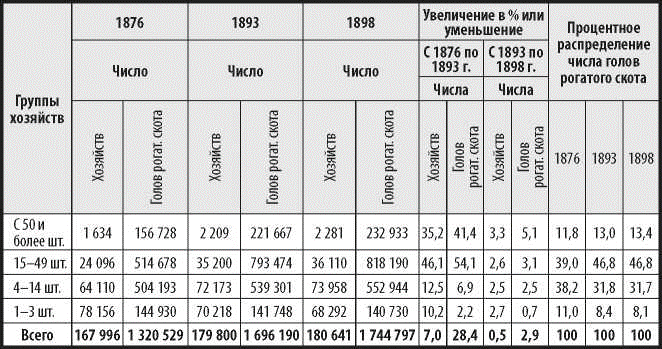 Группы хозяйств
1876
1893
1898
Увеличение в % или уменьшение
Процентное распределение числа голов рогатого скота
Число
Число
Число
С 1876 по 1893 г.
С 1893 по 1898 г.
Числа
Числа
Хозяйств
Голов рогат. скота
Хозяйств
Голов рогат. скота
Хозяйств
Голов рогат. скота
Хозяйств
Голов рогат. скота
Хозяйств
Голов рогат. скота
1876
1893
1898
С 50 и более шт. 1 634 156 728 2 209 221 667 2 281 232 933 35,2 41,4 3,3 5,1 11,8 13,0 13,4
15–49 шт. 24 096 514 678 35 200 793 474 36 110 818 190 46,1 54,1 2,6 3,1 39,0 46,8 46,8
4–14 шт. 64 110 504 193 72 173 539 301 73 958 552 944 12,5 6,9 2,5 2,5 38,2 31,8 31,7
1–3 шт. 78 156 144 930 70 218 141 748 68 292 140 730 10,2 2,2 2,7 0,7 11,0 8,4 8,1
Всего 167 996 1 320 529 179 800 1 696 190 180 641 1 744 797 7,0 28,4 0,5 2,9 100 100 100